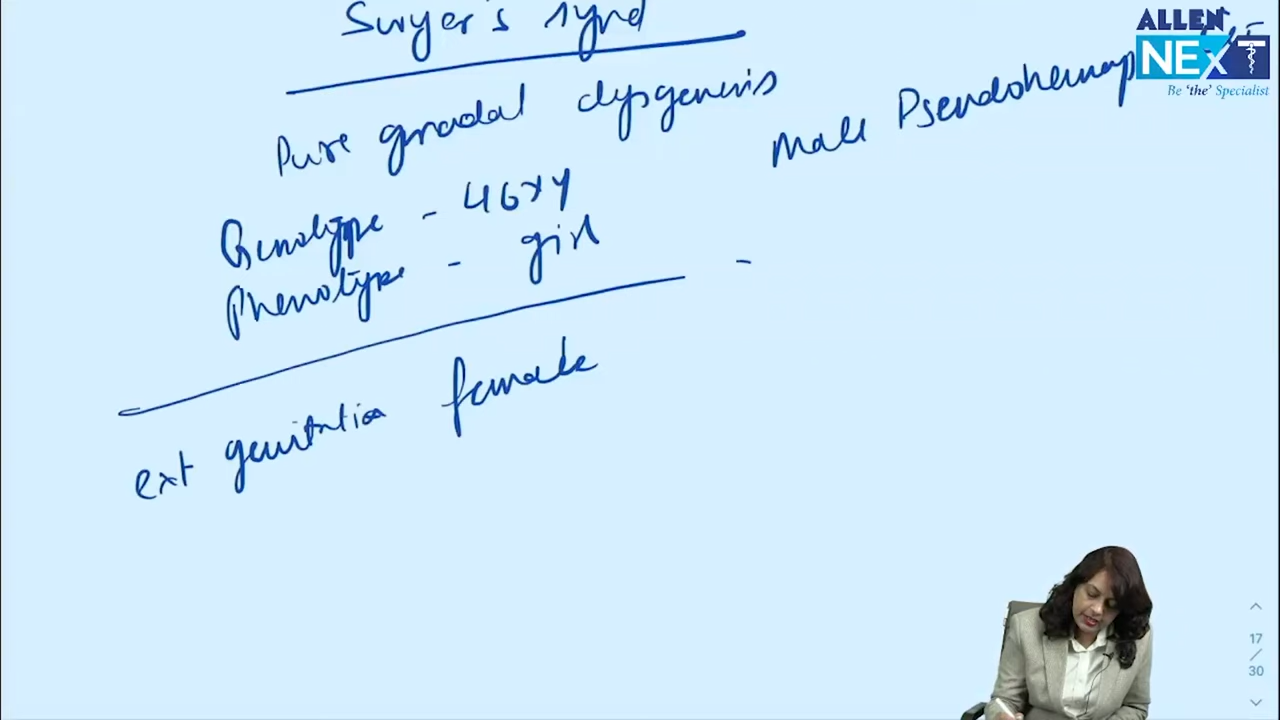 Swyer's synd
Pure gonadal dysgenesis
Male Pseudohermap
Genotype - 46xy
Phenotype - girl
-
ext genitalia female
ALLEN
NEXT
Be 'the' Specialist
17
/
30